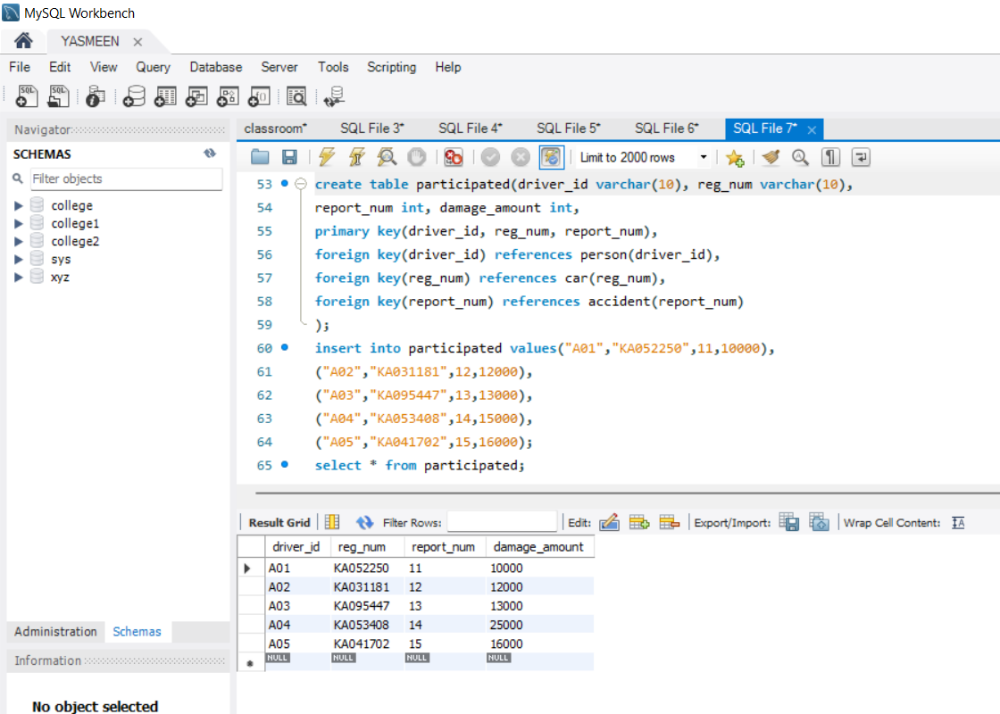 MySQL Workbench
YASMEEN
File Edit View Query Database Server Tools Scripting Help
Navigator
SCHEMAS
Filter objects
college
college1
college2
sys
xyz
Administration Schemas
Information
No object selected
classroom* SQL File 3* SQL File 4* SQL File 5* SQL File 6* SQL File 7*
Limit to 2000 rows
53 create table participated(driver_id varchar(10), reg_num varchar(10),
54 report_num int, damage_amount int,
55 primary key(driver_id, reg_num, report_num),
56 foreign key(driver_id) references person(driver_id),
57 foreign key(reg_num) references car(reg_num),
58 foreign key(report_num) references accident(report_num)
59 );
60 insert into participated values("A01","KA052250",11,10000),
61 ("A02","KA031181",12,12000),
62 ("A03","KA095447",13,13000),
63 ("A04","KA053408",14,15000),
64 ("A05","KA041702",15,16000);
65 select * from participated;
Result Grid Filter Rows: Edit: Export/Import: Wrap Cell Content:
driver_id reg_num report_num damage_amount
A01 KA052250 11 10000
A02 KA031181 12 12000
A03 KA095447 13 13000
A04 KA053408 14 25000
A05 KA041702 15 16000
NULL NULL NULL NULL